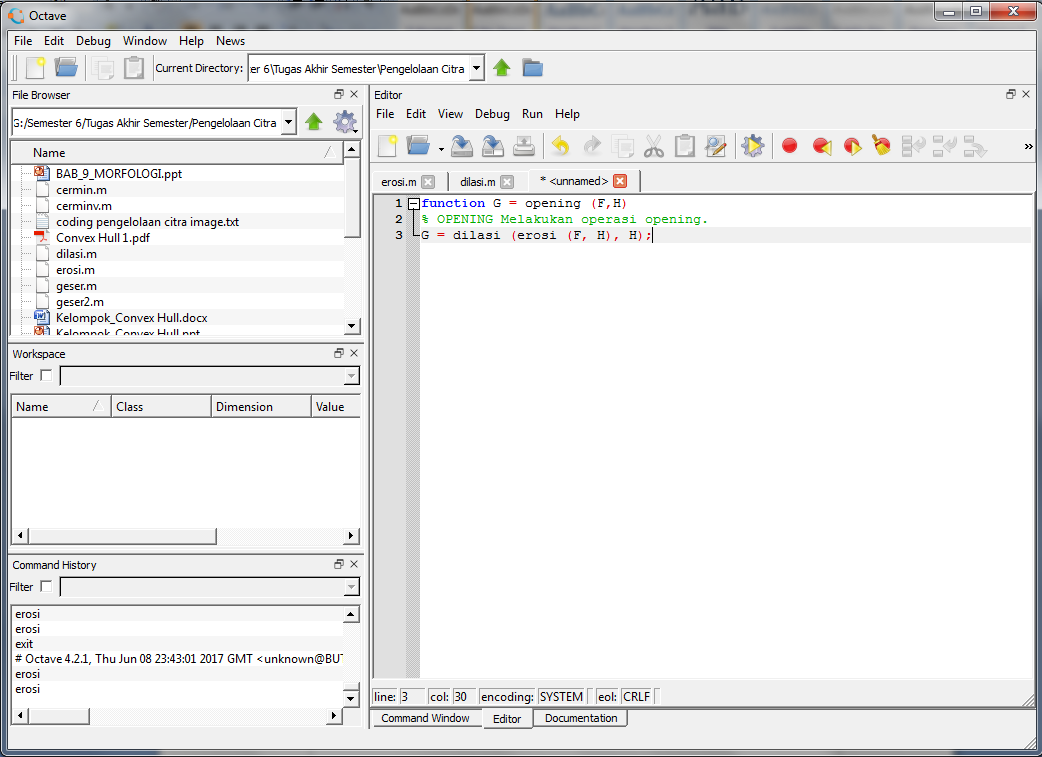 Octave
File Edit Debug Window Help News
Current Directory: er 6\Tugas Akhir Semester\Pengelolaan Citra
File Browser
G:/Semester 6/Tugas Akhir Semester/Pengelolaan Citra
Name
BAB_9_MORFOLOGI.ppt
cermin.m
cerminv.m
coding pengelolaan citra image.txt
Convex Hull 1.pdf
dilasi.m
erosi.m
geser.m
geser2.m
Kelompok_Convex Hull.docx
Kelompok_Convex Hull.ppt
Workspace
Filter
Name Class Dimension Value
Command History
Filter
erosi
erosi
exit
# Octave 4.2.1, Thu Jun 08 23:43:01 2017 GMT <unknown@BUT
erosi
erosi
Editor
File Edit View Debug Run Help
»
erosi.m dilasi.m * <unnamed>
1 function G = opening (F,H)
2 % OPENING Melakukan operasi opening.
3 G = dilasi (erosi (F, H), H);
line: 3 col: 30 encoding: SYSTEM eol: CRLF
Command Window Editor Documentation